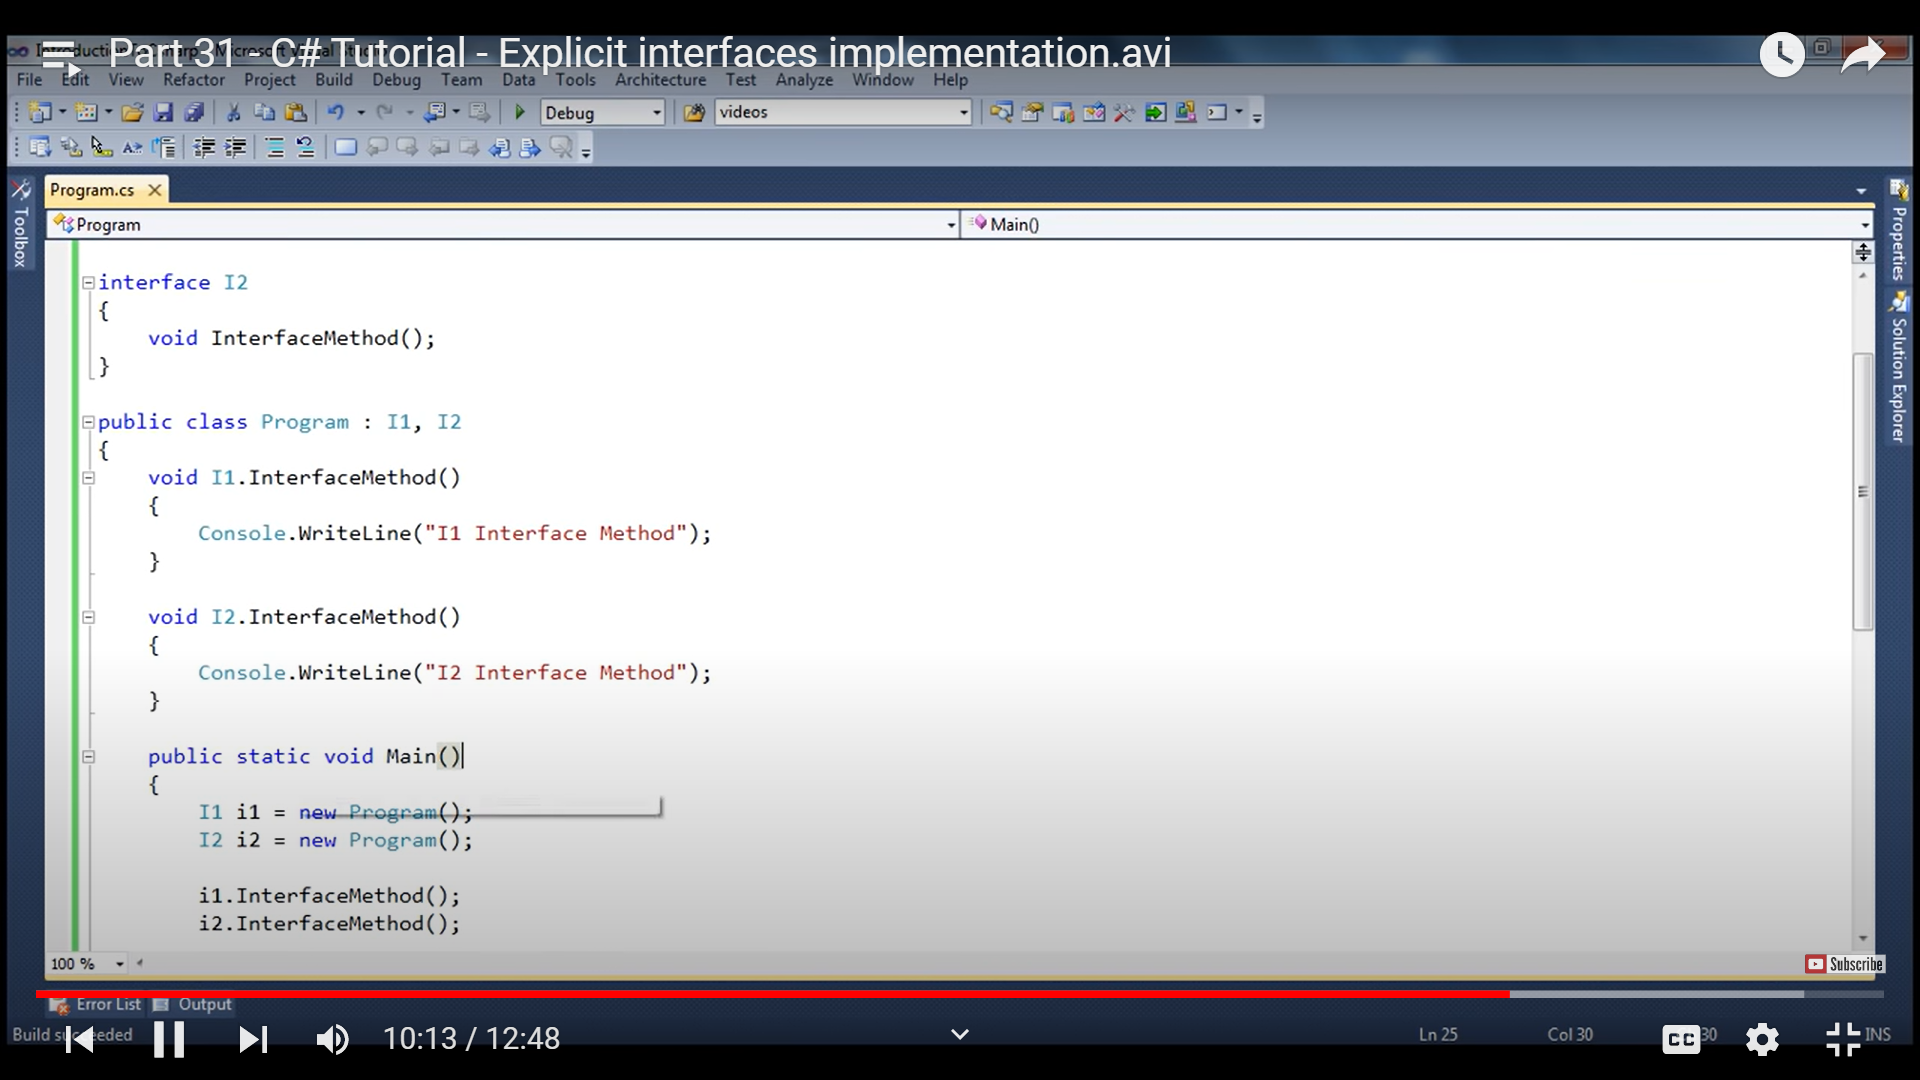 Part 31 - C# Tutorial - Explicit interfaces implementation.avi
File Edit View Refactor Project Build Debug Team Data Tools Architecture Test Analyze Window Help
Debug videos
Toolbox
Program.cs
Properties
Solution Explorer
Program Main()
interface I2
{
void InterfaceMethod();
}
public class Program : I1, I2
{
void I1.InterfaceMethod()
{
Console.WriteLine("I1 Interface Method");
}
void I2.InterfaceMethod()
{
Console.WriteLine("I2 Interface Method");
}
public static void Main()
{
I1 i1 = new Program();
I2 i2 = new Program();
i1.InterfaceMethod();
i2.InterfaceMethod();
100 %
Subscribe
Error List Output
10:13 / 12:48
Ln 25 Col 30 CC INS